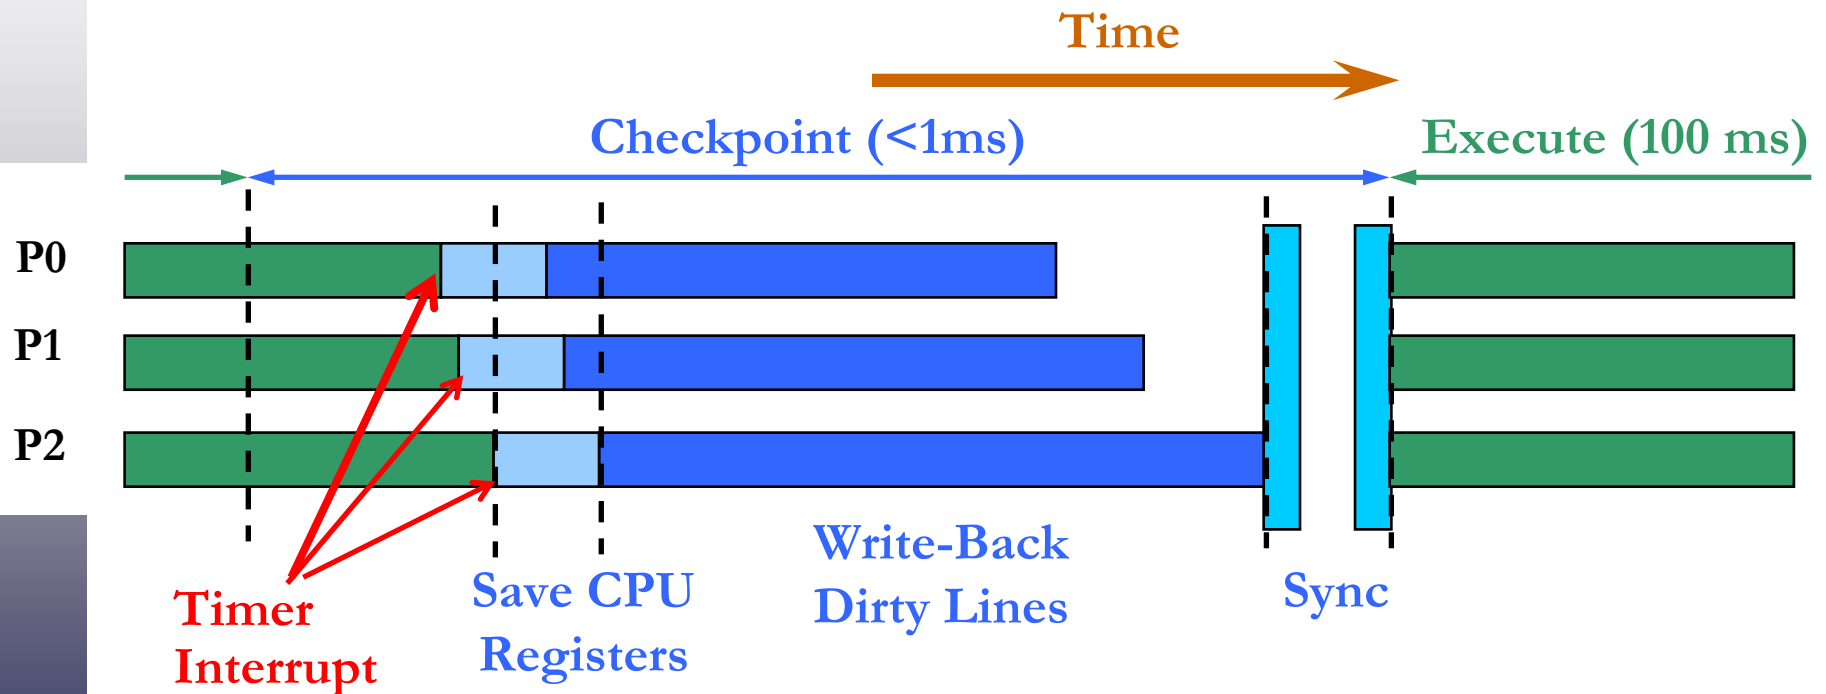 Time
Checkpoint (<1ms)
Execute (100 ms)
P0
P1
P2
Timer
Interrupt
Save CPU
Registers
Write-Back
Dirty Lines
Sync